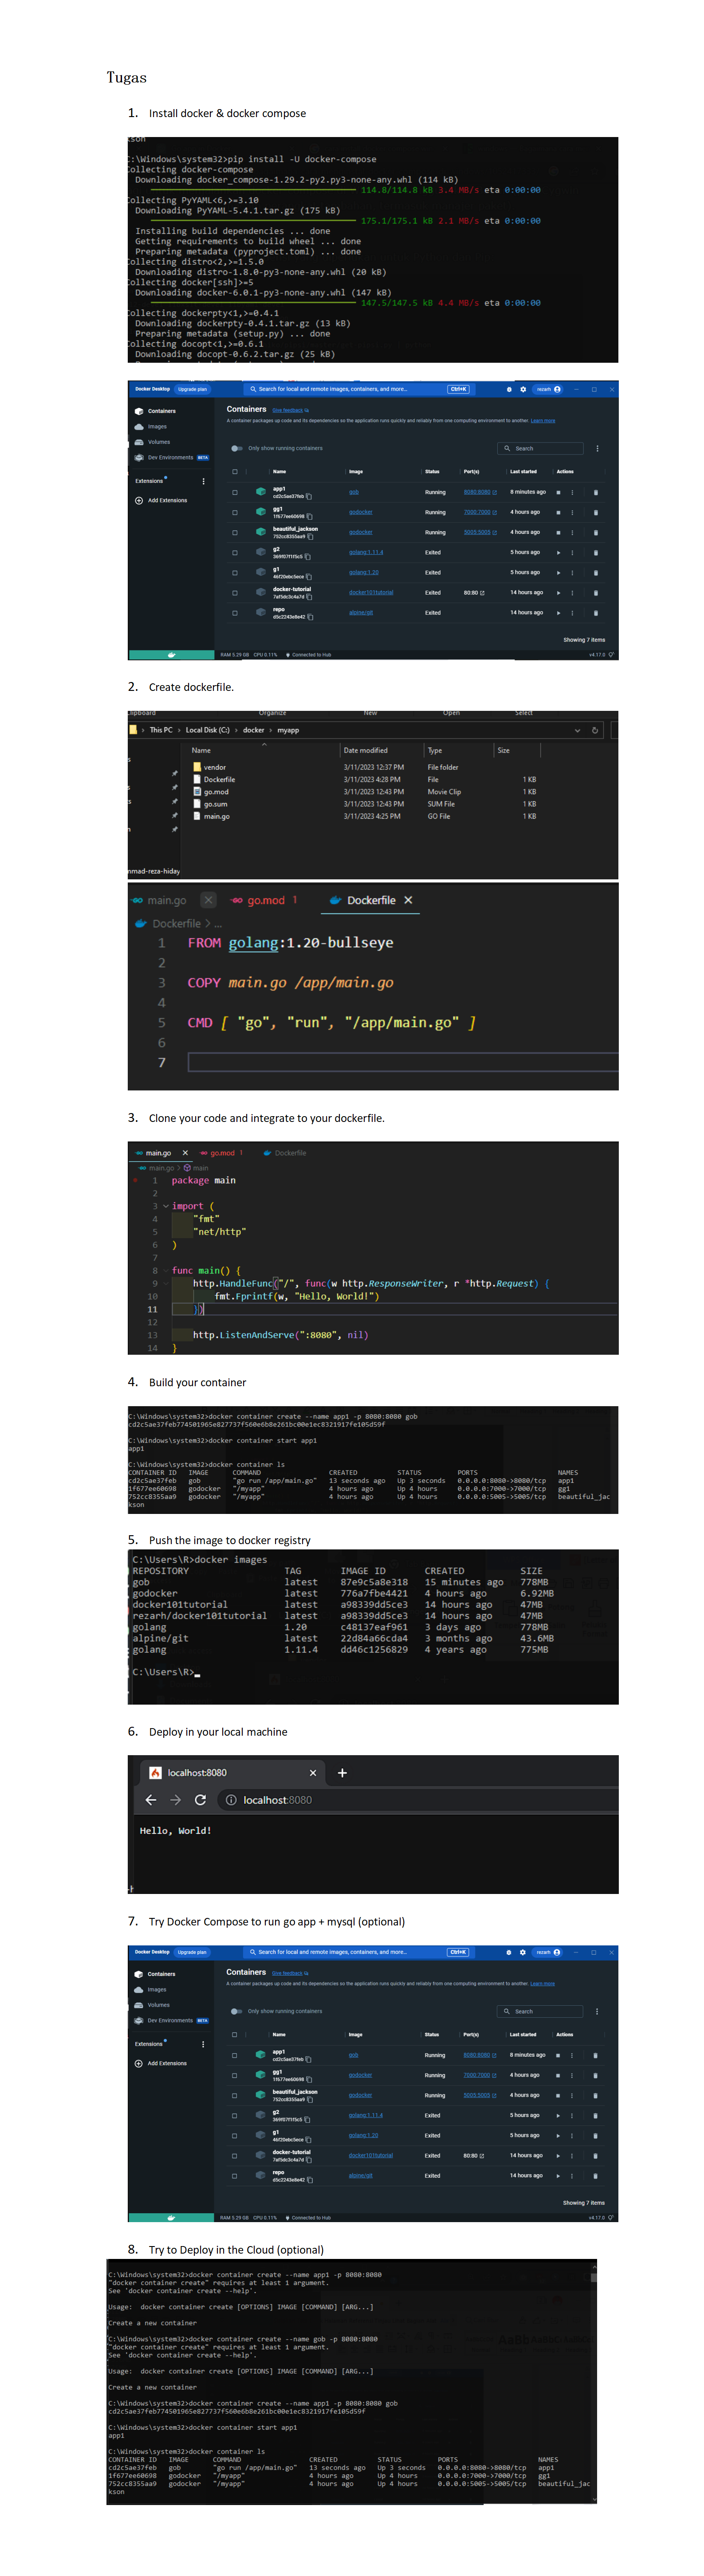 Tugas
1. Install docker & docker compose
kson
C:\Windows\system32>pip install -U docker-compose
Collecting docker-compose
Downloading docker_compose-1.29.2-py2.py3-none-any.whl (114 kB)
114.8/114.8 kB 3.4 MB/s eta 0:00:00
Collecting PyYAML<6,>=3.10
Downloading PyYAML-5.4.1.tar.gz (175 kB)
175.1/175.1 kB 2.1 MB/s eta 0:00:00
Installing build dependencies ... done
Getting requirements to build wheel ... done
Preparing metadata (pyproject.toml) ... done
Collecting distro<2,>=1.5.0
Downloading distro-1.8.0-py3-none-any.whl (20 kB)
Collecting docker[ssh]>=5
Downloading docker-6.0.1-py3-none-any.whl (147 kB)
147.5/147.5 kB 4.4 MB/s eta 0:00:00
Collecting dockerpty<1,>=0.4.1
Downloading dockerpty-0.4.1.tar.gz (13 kB)
Preparing metadata (setup.py) ... done
Collecting docopt<1,>=0.6.1
Downloading docopt-0.6.2.tar.gz (25 kB)
Docker Desktop Upgrade plan Search for local and remote images, containers, and more... Ctrl+K rezarh
Containers
Images
Volumes
Dev Environments BETA
Extensions
Add Extensions
Containers Give feedback
A container packages up code and its dependencies so the application runs quickly and reliably from one computing environment to another. Learn more
Only show running containers Search
Name Image Status Port(s) Last started Actions
app1 cd2c5ae37feb gob Running 8080:8080 8 minutes ago
gg1 1f677ee60698 godocker Running 7000:7000 4 hours ago
beautiful_jackson 752cc8355aa9 godocker Running 5005:5005 4 hours ago
g2 369f07f1f5c5 golang:1.11.4 Exited 5 hours ago
g1 46f20ebc5ece golang:1.20 Exited 5 hours ago
docker-tutorial 7af5dc3c4a7d docker101tutorial Exited 80:80 14 hours ago
repo d5c2243e8e42 alpine/git Exited 14 hours ago
Showing 7 items
RAM 5.29 GB CPU 0.11% Connected to Hub v4.17.0
2. Create dockerfile.
Clipboard Organize New Open Select
This PC > Local Disk (C:) > docker > myapp
Name Date modified Type Size
vendor 3/11/2023 12:37 PM File folder
Dockerfile 3/11/2023 4:28 PM File 1 KB
go.mod 3/11/2023 12:43 PM Movie Clip 1 KB
go.sum 3/11/2023 12:43 PM SUM File 1 KB
main.go 3/11/2023 4:25 PM GO File 1 KB
mmad-reza-hiday
main.go go.mod 1 Dockerfile
Dockerfile > ...
1 FROM golang:1.20-bullseye
2
3 COPY main.go /app/main.go
4
5 CMD [ "go", "run", "/app/main.go" ]
6
7
3. Clone your code and integrate to your dockerfile.
main.go go.mod 1 Dockerfile
main.go > main
1 package main
2
3 import (
4 "fmt"
5 "net/http"
6 )
7
8 func main() {
9 http.HandleFunc("/", func(w http.ResponseWriter, r *http.Request) {
10 fmt.Fprintf(w, "Hello, World!")
11 })
12
13 http.ListenAndServe(":8080", nil)
14 }
4. Build your container
C:\Windows\system32>docker container create --name app1 -p 8080:8080 gob
cd2c5ae37feb774501965e827737f560e6b8e261bc00e1ec8321917fe105d59f
C:\Windows\system32>docker container start app1
app1
C:\Windows\system32>docker container ls
CONTAINER ID IMAGE COMMAND CREATED STATUS PORTS NAMES
cd2c5ae37feb gob "go run /app/main.go" 13 seconds ago Up 3 seconds 0.0.0.0:8080->8080/tcp app1
1f677ee60698 godocker "/myapp" 4 hours ago Up 4 hours 0.0.0.0:7000->7000/tcp gg1
752cc8355aa9 godocker "/myapp" 4 hours ago Up 4 hours 0.0.0.0:5005->5005/tcp beautiful_jac
kson
5. Push the image to docker registry
C:\Users\R>docker images
REPOSITORY TAG IMAGE ID CREATED SIZE
gob latest 87e9c5a8e318 15 minutes ago 778MB
godocker latest 776a7fbe4421 4 hours ago 6.92MB
docker101tutorial latest a98339dd5ce3 14 hours ago 47MB
rezarh/docker101tutorial latest a98339dd5ce3 14 hours ago 47MB
golang 1.20 c48137eaf961 3 days ago 778MB
alpine/git latest 22d84a66cda4 3 months ago 43.6MB
golang 1.11.4 dd46c1256829 4 years ago 775MB
C:\Users\R>_
6. Deploy in your local machine
localhost:8080
localhost:8080
Hello, World!
7. Try Docker Compose to run go app + mysql (optional)
Docker Desktop Upgrade plan Search for local and remote images, containers, and more... Ctrl+K rezarh
Containers
Images
Volumes
Dev Environments BETA
Extensions
Add Extensions
Containers Give feedback
A container packages up code and its dependencies so the application runs quickly and reliably from one computing environment to another. Learn more
Only show running containers Search
Name Image Status Port(s) Last started Actions
app1 cd2c5ae37feb gob Running 8080:8080 8 minutes ago
gg1 1f677ee60698 godocker Running 7000:7000 4 hours ago
beautiful_jackson 752cc8355aa9 godocker Running 5005:5005 4 hours ago
g2 369f07f1f5c5 golang:1.11.4 Exited 5 hours ago
g1 46f20ebc5ece golang:1.20 Exited 5 hours ago
docker-tutorial 7af5dc3c4a7d docker101tutorial Exited 80:80 14 hours ago
repo d5c2243e8e42 alpine/git Exited 14 hours ago
Showing 7 items
RAM 5.29 GB CPU 0.11% Connected to Hub v4.17.0
8. Try to Deploy in the Cloud (optional)
C:\Windows\system32>docker container create --name app1 -p 8080:8080
"docker container create" requires at least 1 argument.
See 'docker container create --help'.
Usage: docker container create [OPTIONS] IMAGE [COMMAND] [ARG...]
Create a new container
C:\Windows\system32>docker container create --name gob -p 8080:8080
"docker container create" requires at least 1 argument.
See 'docker container create --help'.
Usage: docker container create [OPTIONS] IMAGE [COMMAND] [ARG...]
Create a new container
C:\Windows\system32>docker container create --name app1 -p 8080:8080 gob
cd2c5ae37feb774501965e827737f560e6b8e261bc00e1ec8321917fe105d59f
C:\Windows\system32>docker container start app1
app1
C:\Windows\system32>docker container ls
CONTAINER ID IMAGE COMMAND CREATED STATUS PORTS NAMES
cd2c5ae37feb gob "go run /app/main.go" 13 seconds ago Up 3 seconds 0.0.0.0:8080->8080/tcp app1
1f677ee60698 godocker "/myapp" 4 hours ago Up 4 hours 0.0.0.0:7000->7000/tcp gg1
752cc8355aa9 godocker "/myapp" 4 hours ago Up 4 hours 0.0.0.0:5005->5005/tcp beautiful_jac
kson